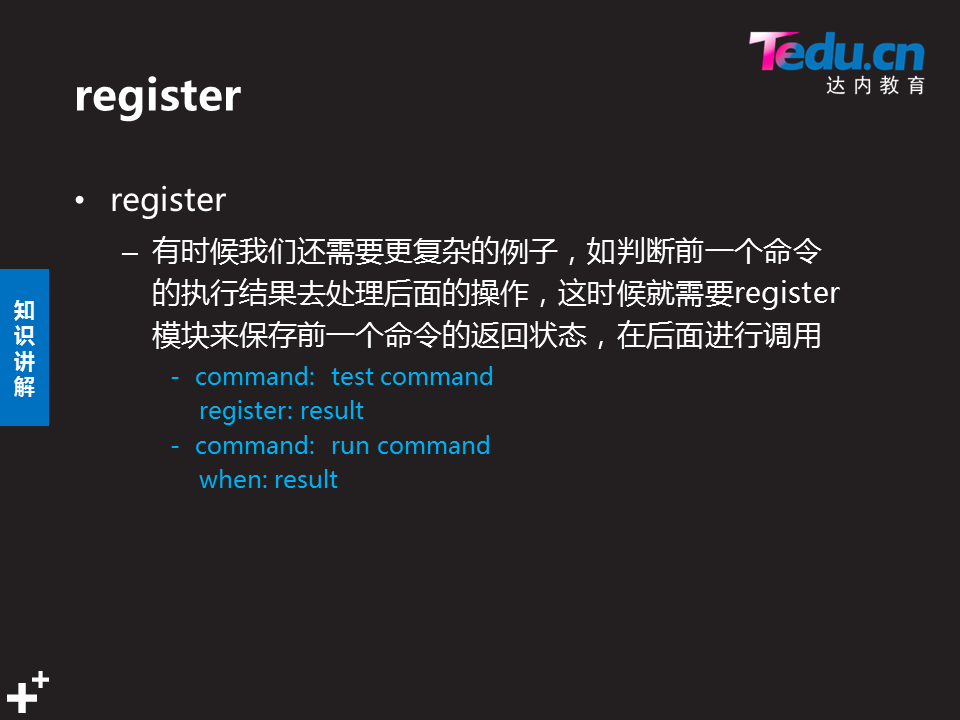 Tedu.cn
达内教育
register
• register
– 有时候我们还需要更复杂的例子，如判断前一个命令
的执行结果去处理后面的操作，这时候就需要register
模块来保存前一个命令的返回状态，在后面进行调用
- command: test command
register: result
- command: run command
when: result
知
识
讲
解